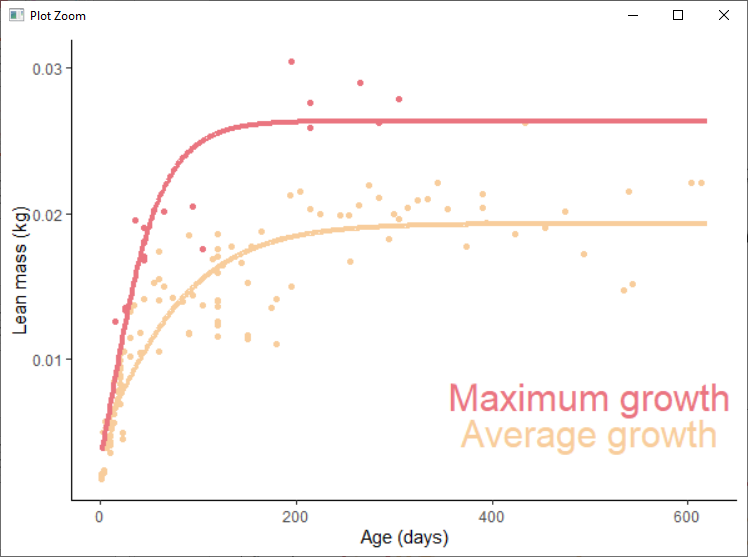 Plot Zoom
0.03
0.02
0.01
Lean mass (kg)
Maximum growth
Average growth
0
200
400
600
Age (days)